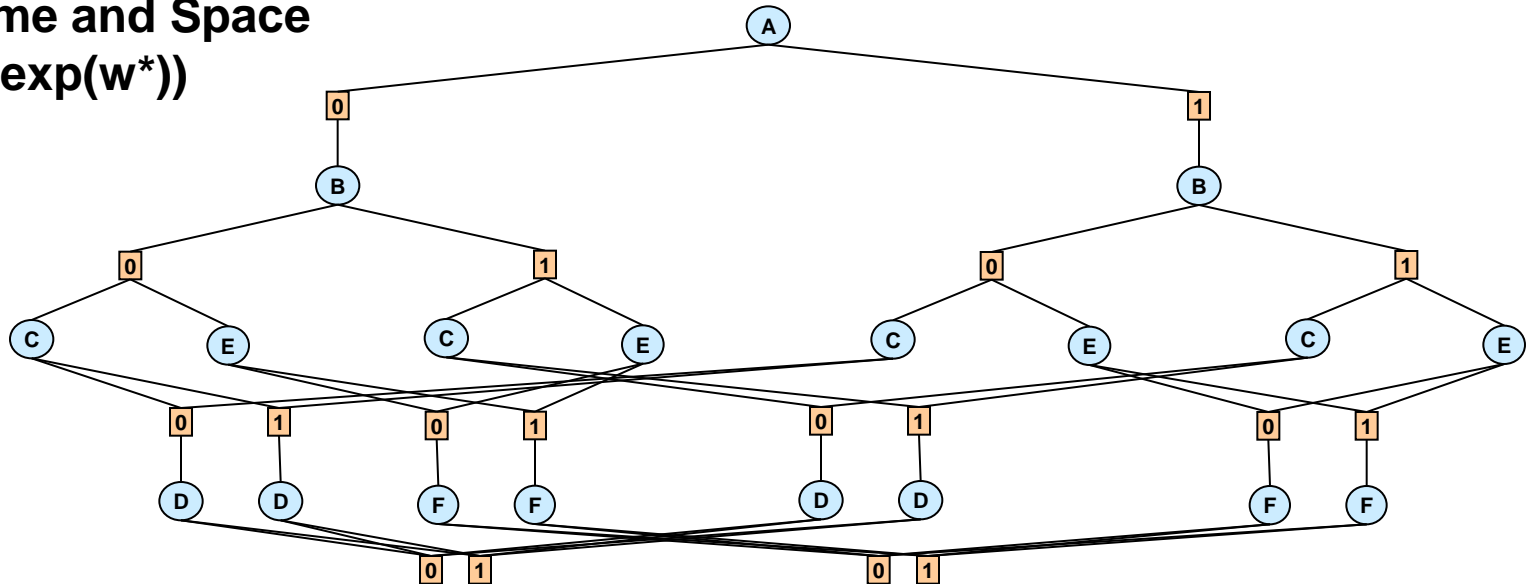 me and Space
exp(w*))
A
0 1
B B
0 1 0 1
C E C E C E C E
0 1 0 1 0 1 0 1
D D F F D D F F
0 1 0 1